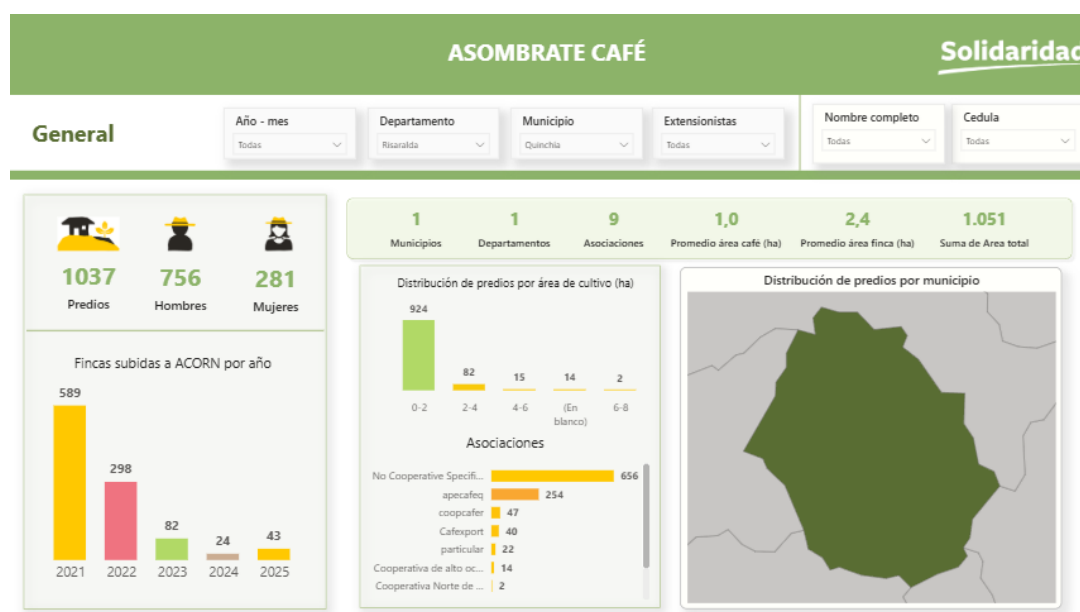 ASOMBRATE CAFÉ
Solidaridad
General
Año - mes
Todas
Departamento
Risaralda
Municipio
Quinchia
Extensionistas
Todas
Nombre completo
Todas
Cedula
Todas
1037
Predios
756
Hombres
281
Mujeres
1
Municipios
1
Departamentos
9
Asociaciones
1,0
Promedio área café (ha)
2,4
Promedio área finca (ha)
1.051
Suma de Area total
Fincas subidas a ACORN por año
589
298
82
24
43
2021 2022 2023 2024 2025
Distribución de predios por área de cultivo (ha)
924
82
15
14
2
0-2 2-4 4-6 (En 6-8
blanco)
Asociaciones
No Cooperative Specifi... 656
apecafeq 254
coopcafer 47
Cafexport 40
particular 22
Cooperativa de alto oc... 14
Cooperativa Norte de ... 2
Distribución de predios por municipio